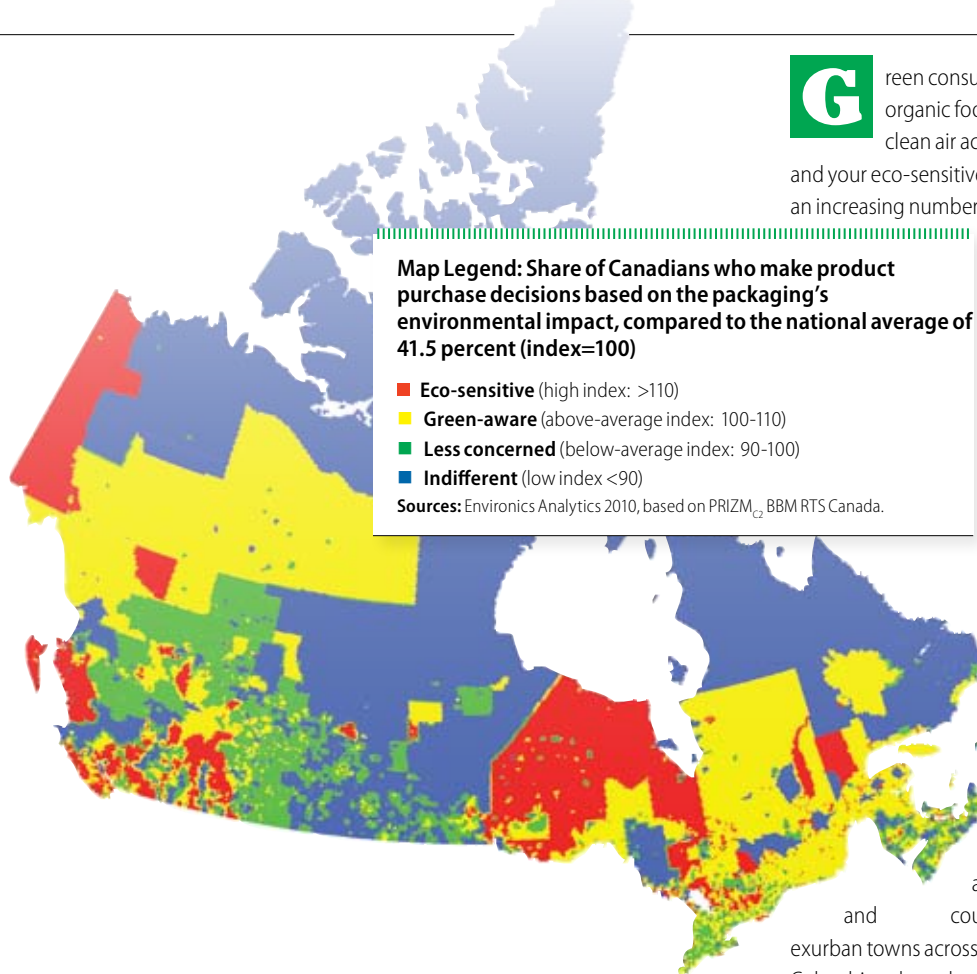 Green consu
organic foo
clean air ac
and your eco-sensitive
an increasing number
Map Legend: Share of Canadians who make product
purchase decisions based on the packaging's
environmental impact, compared to the national average of
41.5 percent (index=100)
Eco-sensitive (high index: >110)
Green-aware (above-average index: 100-110)
Less concerned (below-average index: 90-100)
Indifferent (low index <90)
Sources: Environics Analytics 2010, based on PRIZMC2 BBM RTS Canada.
a
and cou
exurban towns across